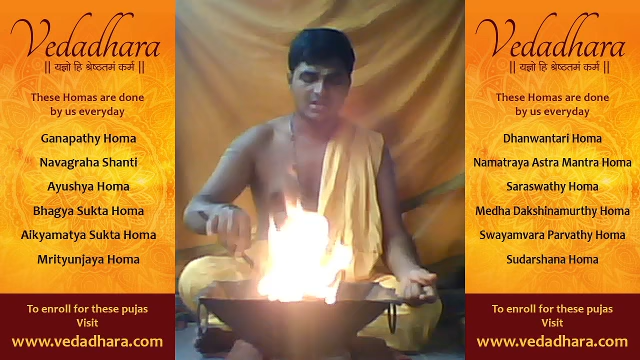 Vedadhara
|| यज्ञो हि श्रेष्ठतमं कर्म ||
These Homas are done
by us everyday
Ganapathy Homa
Navagraha Shanti
Ayushya Homa
Bhagya Sukta Homa
Aikyamatya Sukta Homa
Mrityunjaya Homa
To enroll for these pujas
Visit
www.vedadhara.com
Vedadhara
|| यज्ञो हि श्रेष्ठतमं कर्म ||
These Homas are done
by us everyday
Dhanwantari Homa
Namatraya Astra Mantra Homa
Saraswathy Homa
Medha Dakshinamurthy Homa
Swayamvara Parvathy Homa
Sudarshana Homa
To enroll for these pujas
Visit
www.vedadhara.com